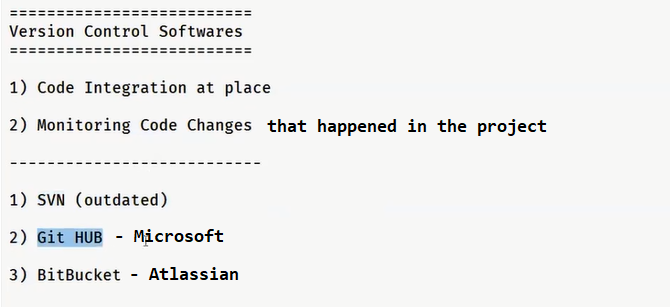 ==========================
Version Control Softwares
==========================
1) Code Integration at place
2) Monitoring Code Changes that happened in the project
---------------------------
1) SVN (outdated)
2) Git HUB - Microsoft
3) BitBucket - Atlassian